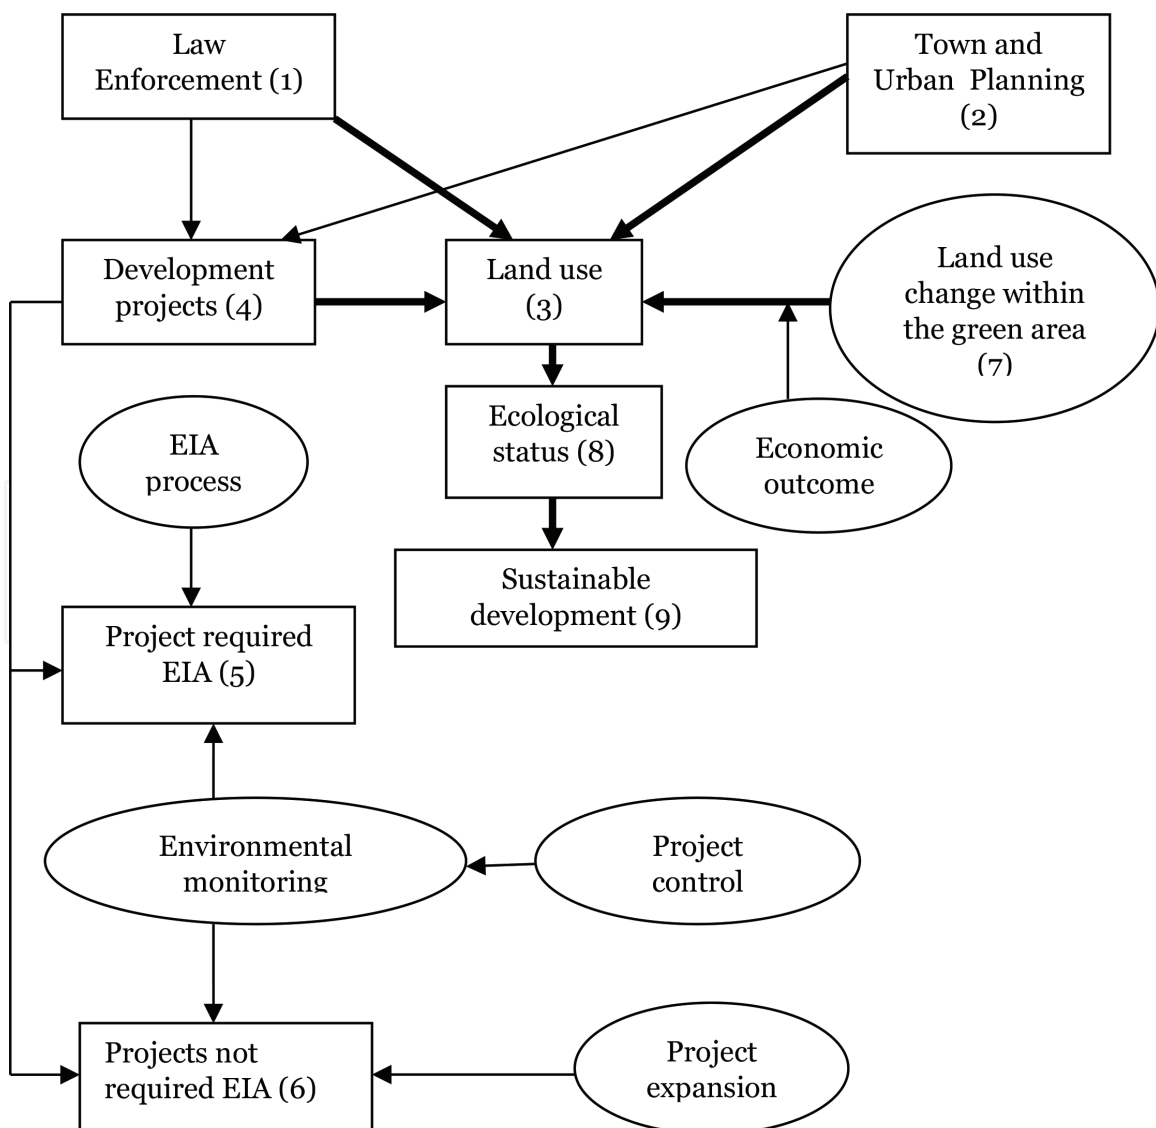 Law
Enforcement (1)
Town and
Urban Planning
(2)
Development
projects (4)
Land use
(3)
Land use
change within
the green area
(7)
EIA
process
Ecological
status (8)
Economic
outcome
Sustainable
development (9)
Project required
EIA (5)
Environmental
monitoring
Project
control
Projects not
required EIA (6)
Project
expansion